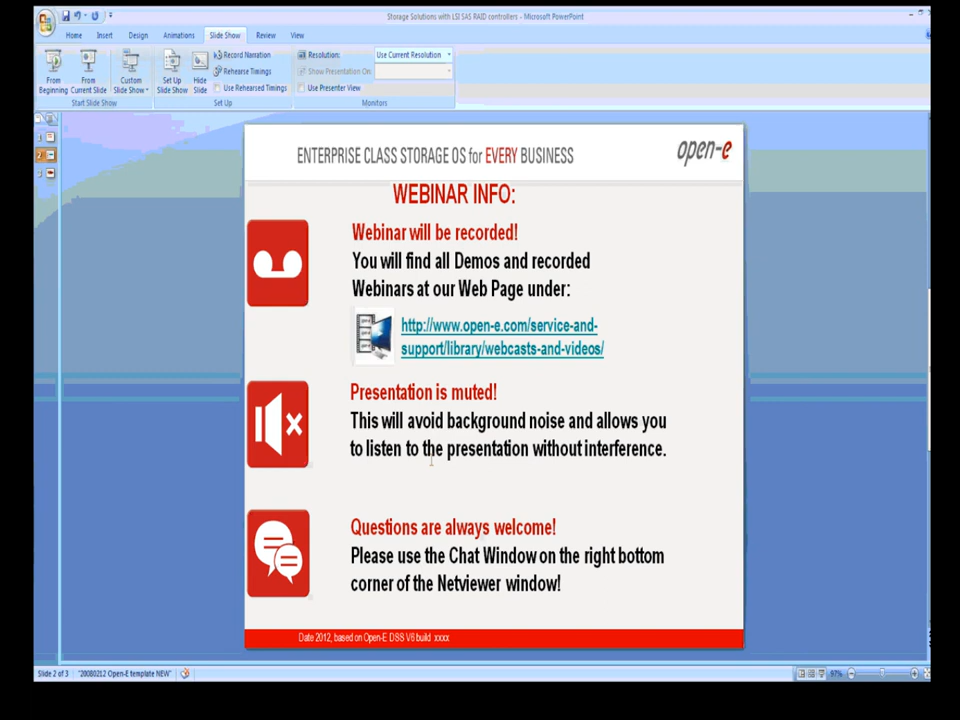 Storage Solutions with LSI SAS RAID controllers - Microsoft PowerPoint
Home Insert Design Animations Slide Show Review View
From Beginning
From Current Slide
Custom Slide Show
Start Slide Show
Set Up Slide Show
Hide Slide
Record Narration
Rehearse Timings
Use Rehearsed Timings
Set Up
Resolution:
Use Current Resolution
Show Presentation On:
Use Presenter View
Monitors
1
2
3
ENTERPRISE CLASS STORAGE OS for EVERY BUSINESS
open-e
WEBINAR INFO:
Webinar will be recorded!
You will find all Demos and recorded
Webinars at our Web Page under:
http://www.open-e.com/service-and-
support/library/webcasts-and-videos/
Presentation is muted!
This will avoid background noise and allows you
to listen to the presentation without interference.
Questions are always welcome!
Please use the Chat Window on the right bottom
corner of the Netviewer window!
Date 2012, based on Open-E DSS V6 build xxxx
Slide 2 of 3
"20080212 Open-E template NEW"
97%